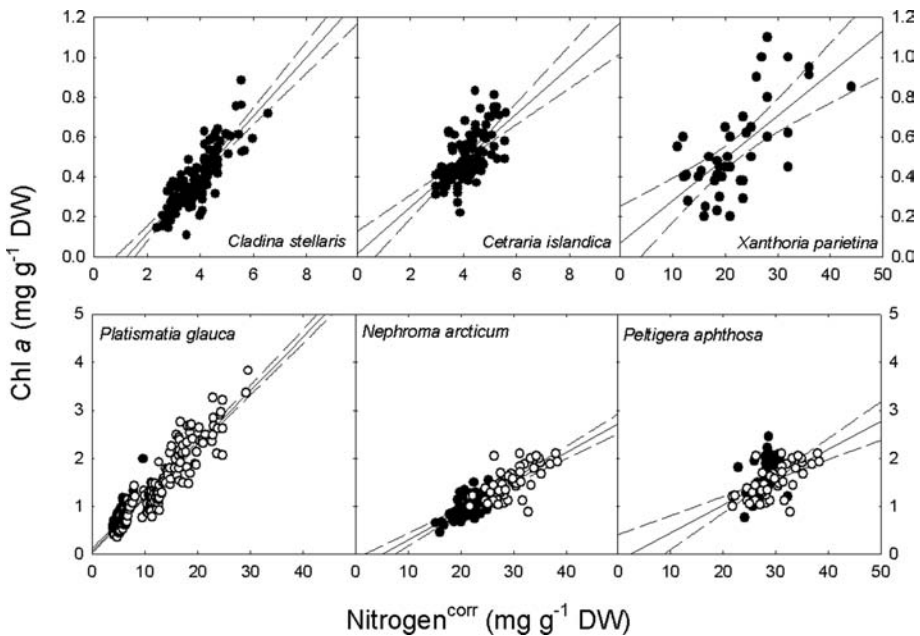 1.2 1.2
1.0 1.0
0.8 0.8
0.6 0.6
0.4 0.4
0.2 0.2
0.0 0.0
Cladina stellaris Cetraria islandica Xanthoria parietina
0 2 4 6 8 0 2 4 6 8 10 20 30 40 50
Chl a (mg g-1 DW)
5 5
Platismatia glauca Nephroma arcticum Peltigera aphthosa
4 4
3 3
2 2
1 1
0 0
0 10 20 30 40 0 10 20 30 40 0 10 20 30 40 50
Nitrogencorr (mg g-1 DW)